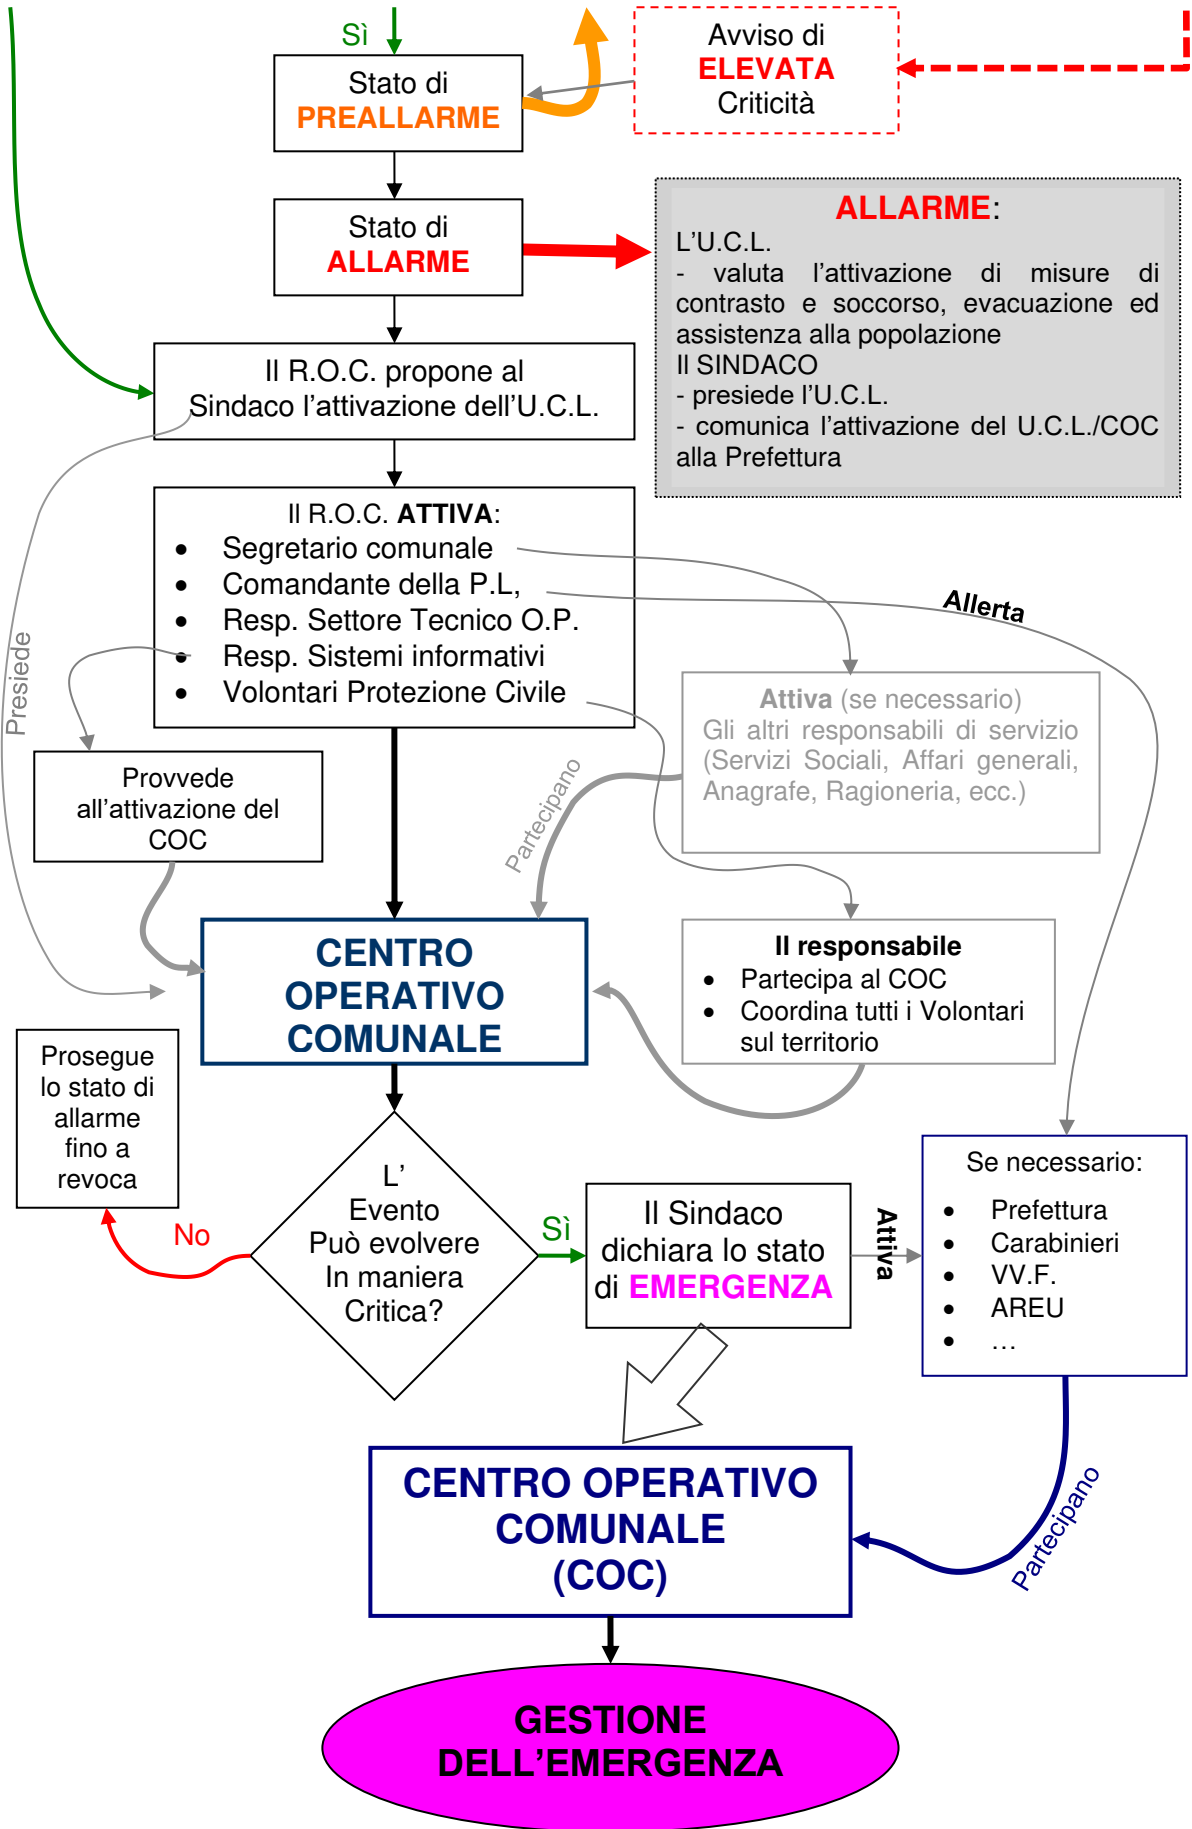 Sì
Stato di
PREALLARME
Avviso di
ELEVATA
Criticità
Stato di
ALLARME
ALLARME:
L'U.C.L.
- valuta l'attivazione di misure di
contrasto e soccorso, evacuazione ed
assistenza alla popolazione
Il SINDACO
- presiede l'U.C.L.
- comunica l'attivazione del U.C.L./COC
alla Prefettura
Il R.O.C. propone al
Sindaco l'attivazione dell'U.C.L.
Il R.O.C. ATTIVA:
• Segretario comunale
• Comandante della P.L,
• Resp. Settore Tecnico O.P.
• Resp. Sistemi informativi
• Volontari Protezione Civile
Allerta
Presiede
Attiva (se necessario)
Gli altri responsabili di servizio
(Servizi Sociali, Affari generali,
Anagrafe, Ragioneria, ecc.)
Provvede
all'attivazione del
COC
Partecipano
CENTRO
OPERATIVO
COMUNALE
Il responsabile
• Partecipa al COC
• Coordina tutti i Volontari
sul territorio
Prosegue
lo stato di
allarme
fino a
revoca
No
L'
Evento
Può evolvere
In maniera
Critica?
Sì
Il Sindaco
dichiara lo stato
di EMERGENZA
Attiva
Se necessario:
• Prefettura
• Carabinieri
• VV.F.
• AREU
• …
CENTRO OPERATIVO
COMUNALE
(COC)
Partecipano
GESTIONE
DELL'EMERGENZA